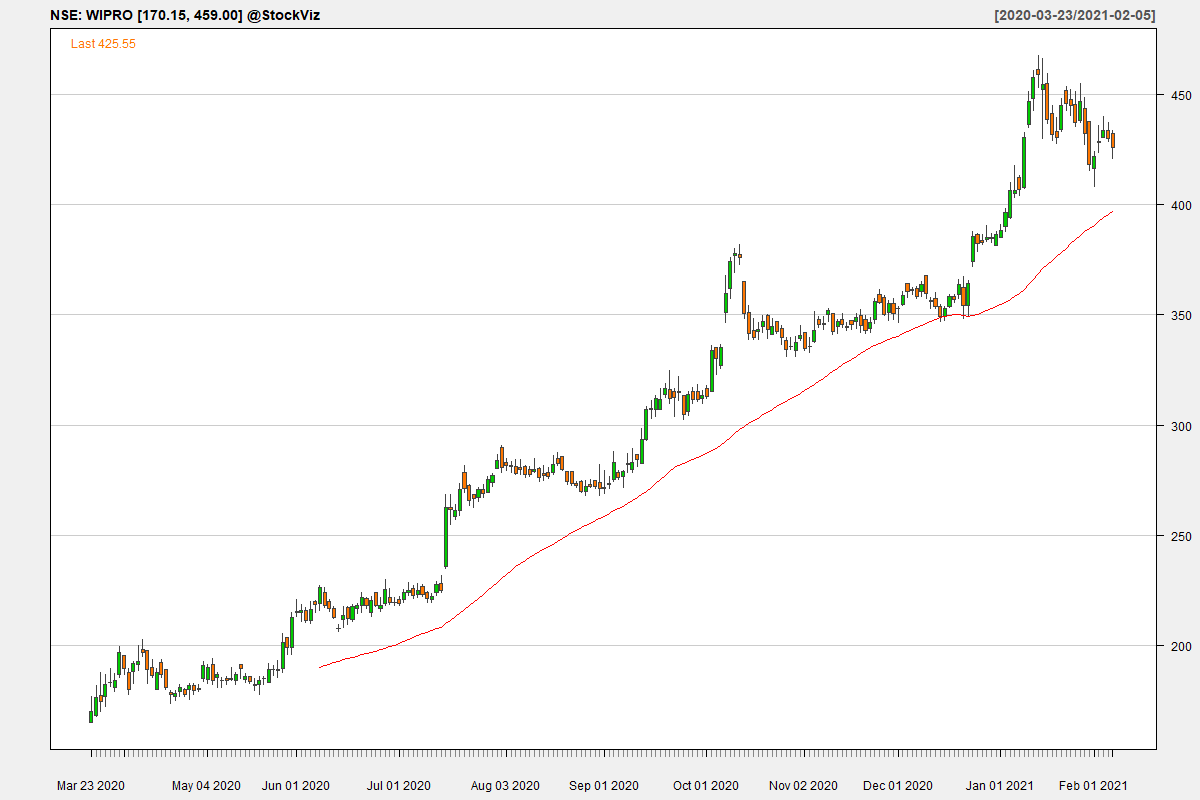 NSE: WIPRO [170.15, 459.00] @StockViz
[2020-03-23/2021-02-05]
Last 425.55
450
400
350
300
250
200
Mar 23 2020 May 04 2020 Jun 01 2020 Jul 01 2020 Aug 03 2020 Sep 01 2020 Oct 01 2020 Nov 02 2020 Dec 01 2020 Jan 01 2021 Feb 01 2021